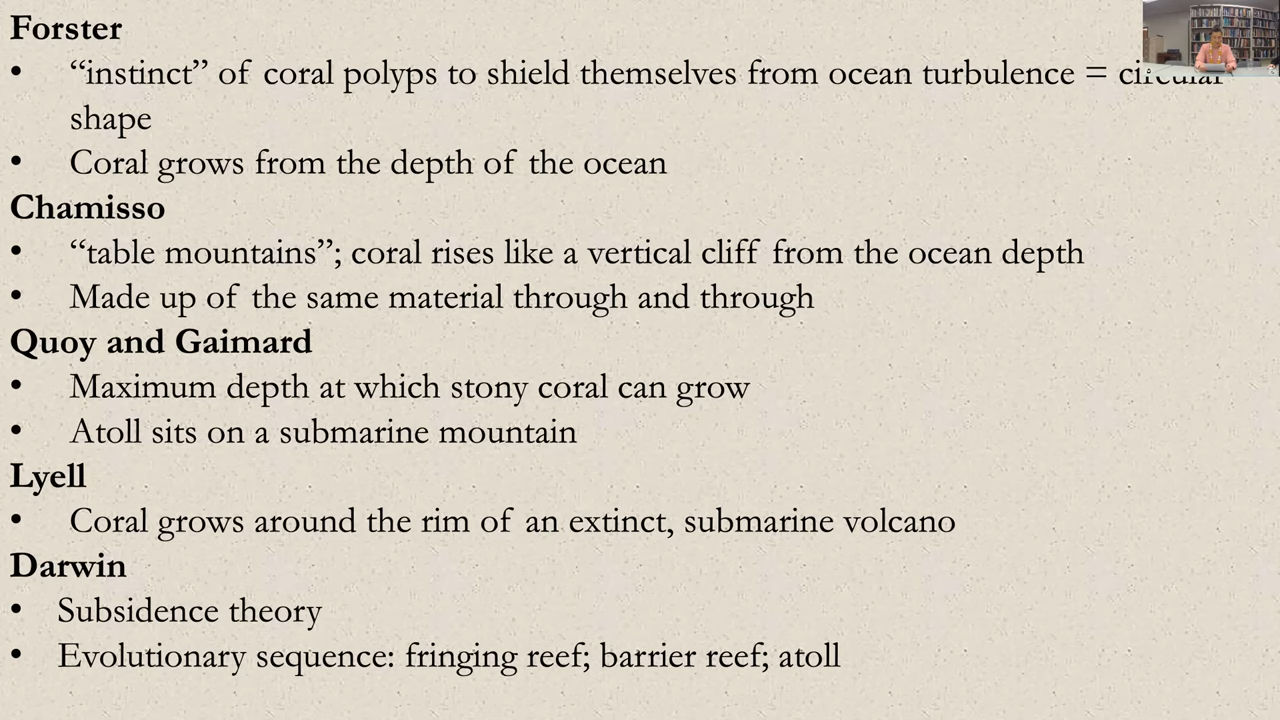 Forster
• “instinct” of coral polyps to shield themselves from ocean turbulence = circular
shape
• Coral grows from the depth of the ocean
Chamisso
• “table mountains”; coral rises like a vertical cliff from the ocean depth
• Made up of the same material through and through
Quoy and Gaimard
• Maximum depth at which stony coral can grow
• Atoll sits on a submarine mountain
Lyell
• Coral grows around the rim of an extinct, submarine volcano
Darwin
• Subsidence theory
• Evolutionary sequence: fringing reef; barrier reef; atoll